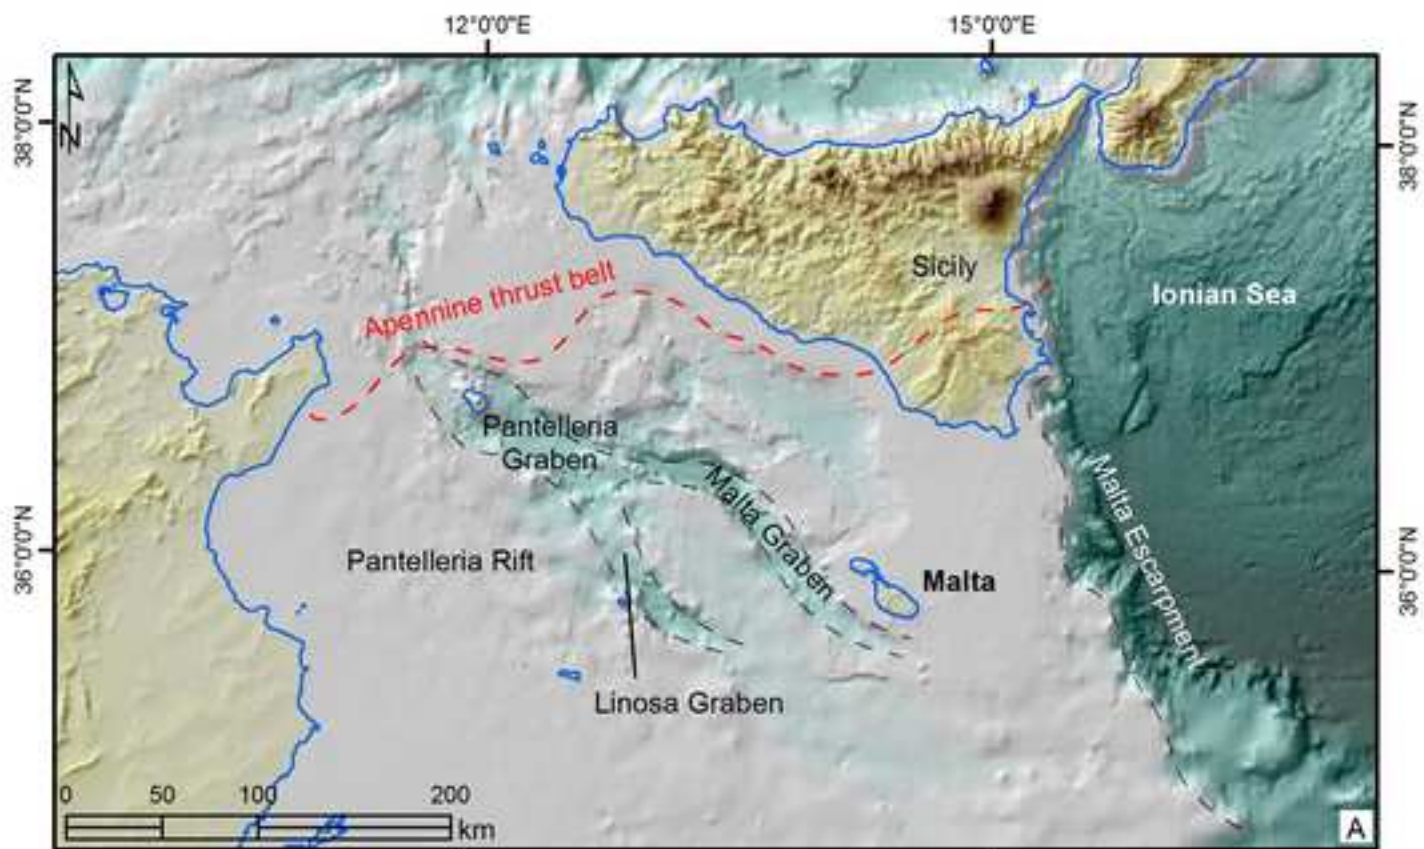 12°0'0"E
15°0'0"E
38°0'0"N
38°0'0"N
N
Sicily
Ionian Sea
Apennine thrust belt
Pantelleria
Graben
Malta Graben
Malta Escarpment
36°0'0"N
36°0'0"N
Pantelleria Rift
Malta
Linosa Graben
0 50 100 200
km
A